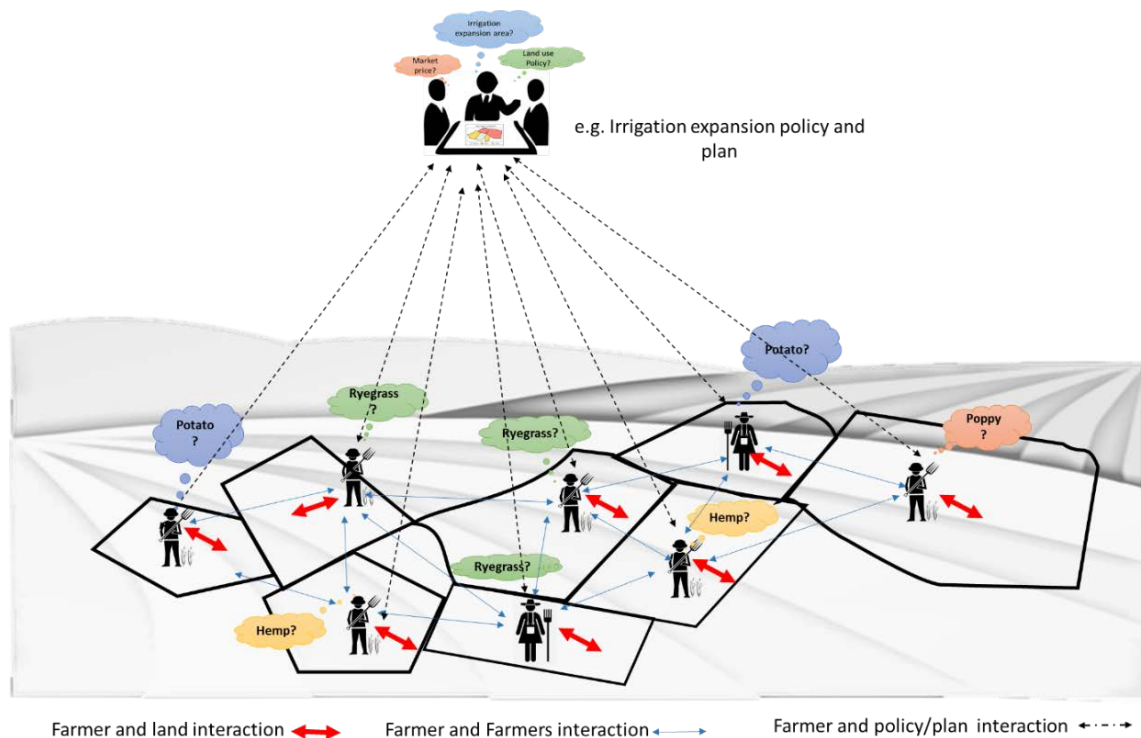 Irrigation
expansion area?
Market
price?
Land use
Policy?
e.g. Irrigation expansion policy and
plan
Potato?
Ryegrass
?
Potato
?
Ryegrass?
Poppy
?
Hemp?
Ryegrass?
Hemp?
Farmer and land interaction
Farmer and Farmers interaction
Farmer and policy/plan interaction